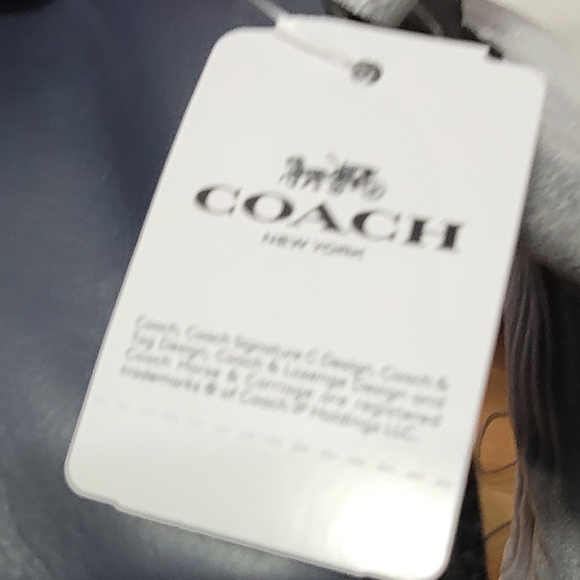 COACH
NEW YORK
Coach, Coach Signature C Design, Coach &
Tag Design, Coach & Lozenge Design and
Coach, Horse & Carriage are registered
trademarks ® of Coach IP Holdings LLC.